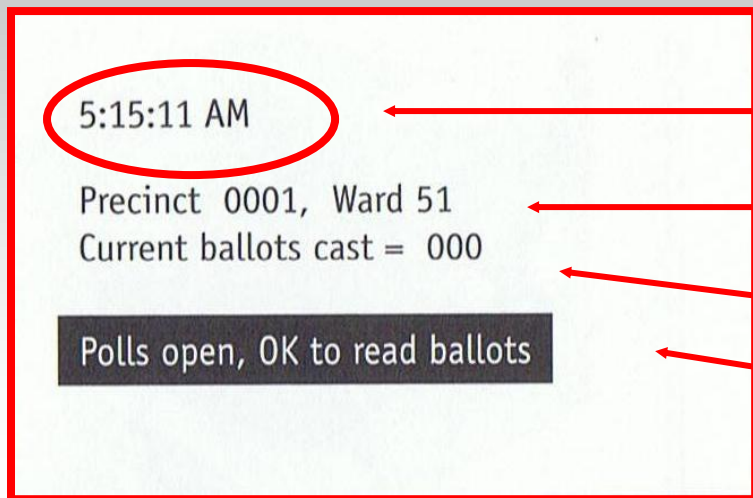 5:15:11 AM
Precinct 0001, Ward 51
Current ballots cast = 000
Polls open, OK to read ballots